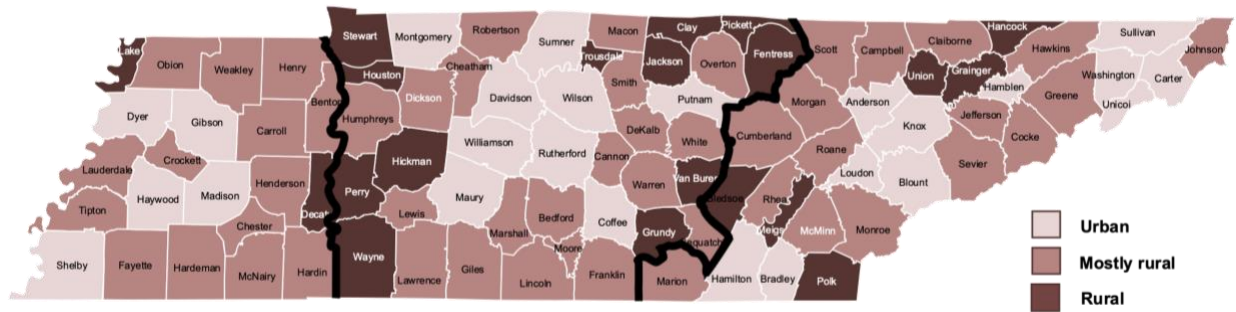 Stewart
Montgomery
Robertson
Sumner
Macon
Clay
Pickett
Hancock
Sullivan
Johnson
Lake
Obion
Weakley
Henry
Houston
Cheatham
Trousdale
Jackson
Overton
Fentress
Scott
Campbell
Claiborne
Hawkins
Washington
Carter
Union
Grainger
Hamblen
Greene
Unicoi
Dyer
Gibson
Carroll
Bento
Humphreys
Dickson
Davidson
Wilson
Smith
Putnam
Morgan
Anderson
Knox
Jefferson
Cocke
Sevier
Lauderdale
Crockett
Haywood
Madison
Henderson
Decat
Perry
Hickman
Williamson
Rutherford
Cannon
DeKalb
White
Cumberland
Roane
Loudon
Blount
Tipton
Chester
Lewis
Maury
Marshall
Bedford
Coffee
Warren
Van Buren
Bledsoe
Rhea
Meigs
McMinn
Monroe
Shelby
Fayette
Hardeman
McNairy
Hardin
Wayne
Lawrence
Giles
Lincoln
Moore
Franklin
Grundy
equatch
Marion
Hamilton
Bradley
Polk
Urban
Mostly rural
Rural